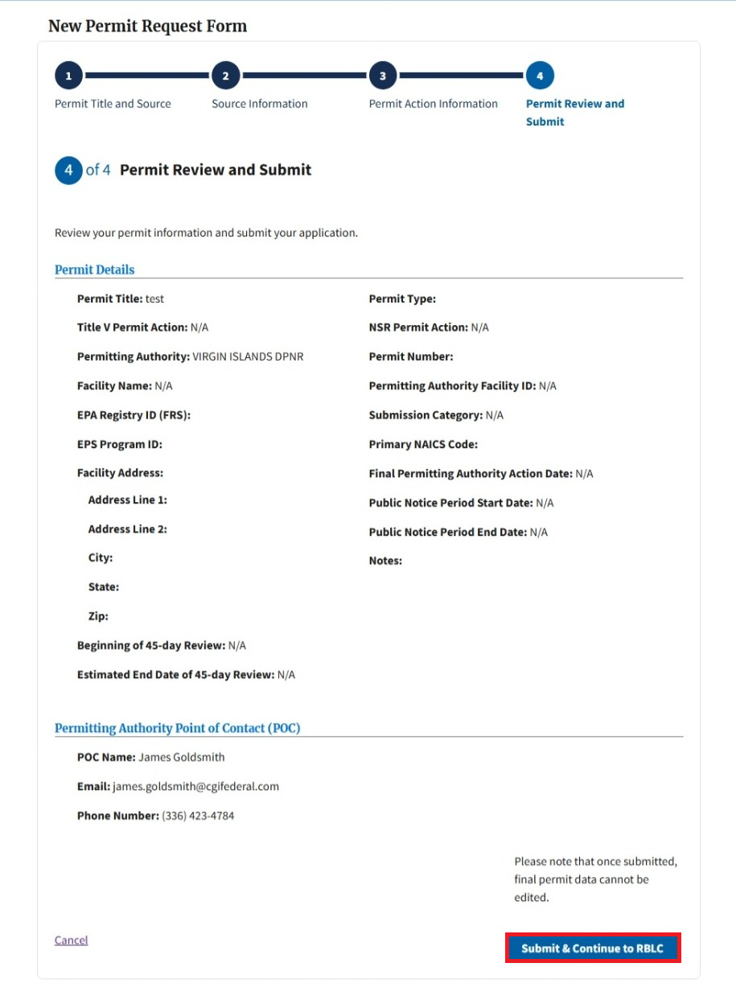 New Permit Request Form
1
2
3
4
Permit Title and Source
Source Information
Permit Action Information
Permit Review and
Submit
4 of 4 Permit Review and Submit
Review your permit information and submit your application.
Permit Details
Permit Title: test
Permit Type:
Title V Permit Action: N/A
NSR Permit Action: N/A
Permitting Authority: VIRGIN ISLANDS DPNR
Permit Number:
Facility Name: N/A
Permitting Authority Facility ID: N/A
EPA Registry ID (FRS):
Submission Category: N/A
EPS Program ID:
Primary NAICS Code:
Facility Address:
Final Permitting Authority Action Date: N/A
Address Line 1:
Public Notice Period Start Date: N/A
Address Line 2:
Public Notice Period End Date: N/A
City:
Notes:
State:
Zip:
Beginning of 45-day Review: N/A
Estimated End Date of 45-day Review: N/A
Permitting Authority Point of Contact (POC)
POC Name: James Goldsmith
Email: james.goldsmith@cgifederal.com
Phone Number: (336) 423-4784
Please note that once submitted,
final permit data cannot be
edited.
Cancel
Submit & Continue to RBLC